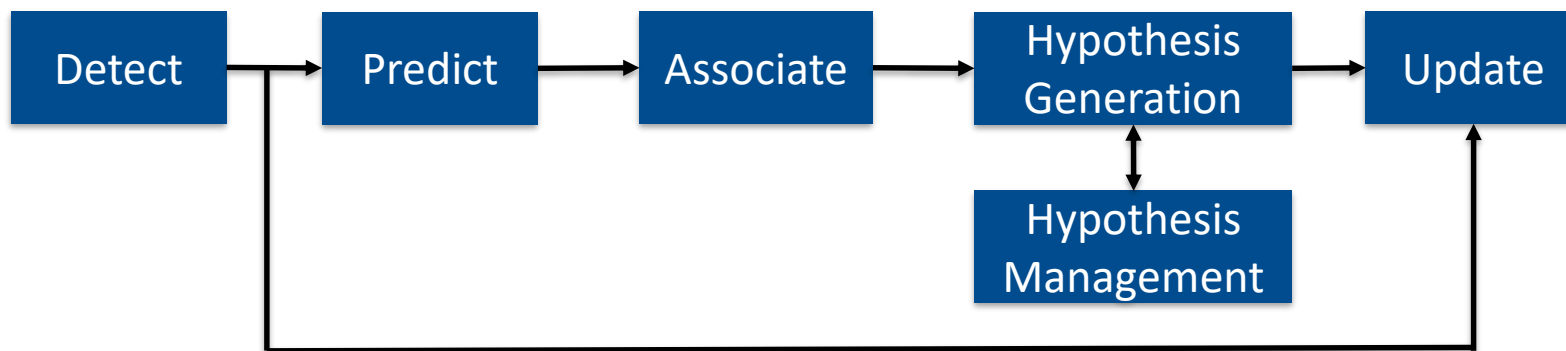 Detect
Predict
Associate
Hypothesis
Generation
Update
Hypothesis
Management